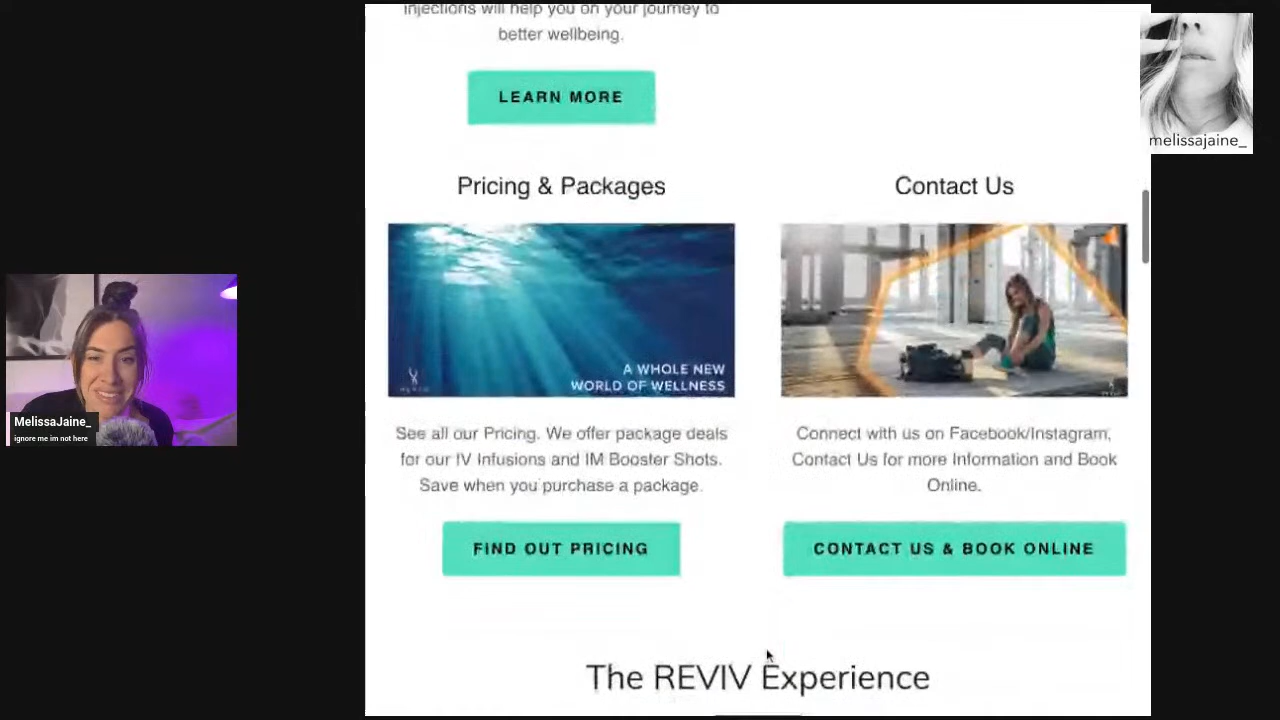 injections will help you on your journey to
better wellbeing.
LEARN MORE
melissajaine_
Pricing & Packages
Contact Us
A WHOLE NEW
WORLD OF WELLNESS
REVIV
MelissaJaine_
ignore me im not here
See all our Pricing. We offer package deals
for our IV Infusions and IM Booster Shots.
Save when you purchase a package.
Connect with us on Facebook/Instagram,
Contact Us for more Information and Book
Online.
FIND OUT PRICING
CONTACT US & BOOK ONLINE
The REVIV Experience